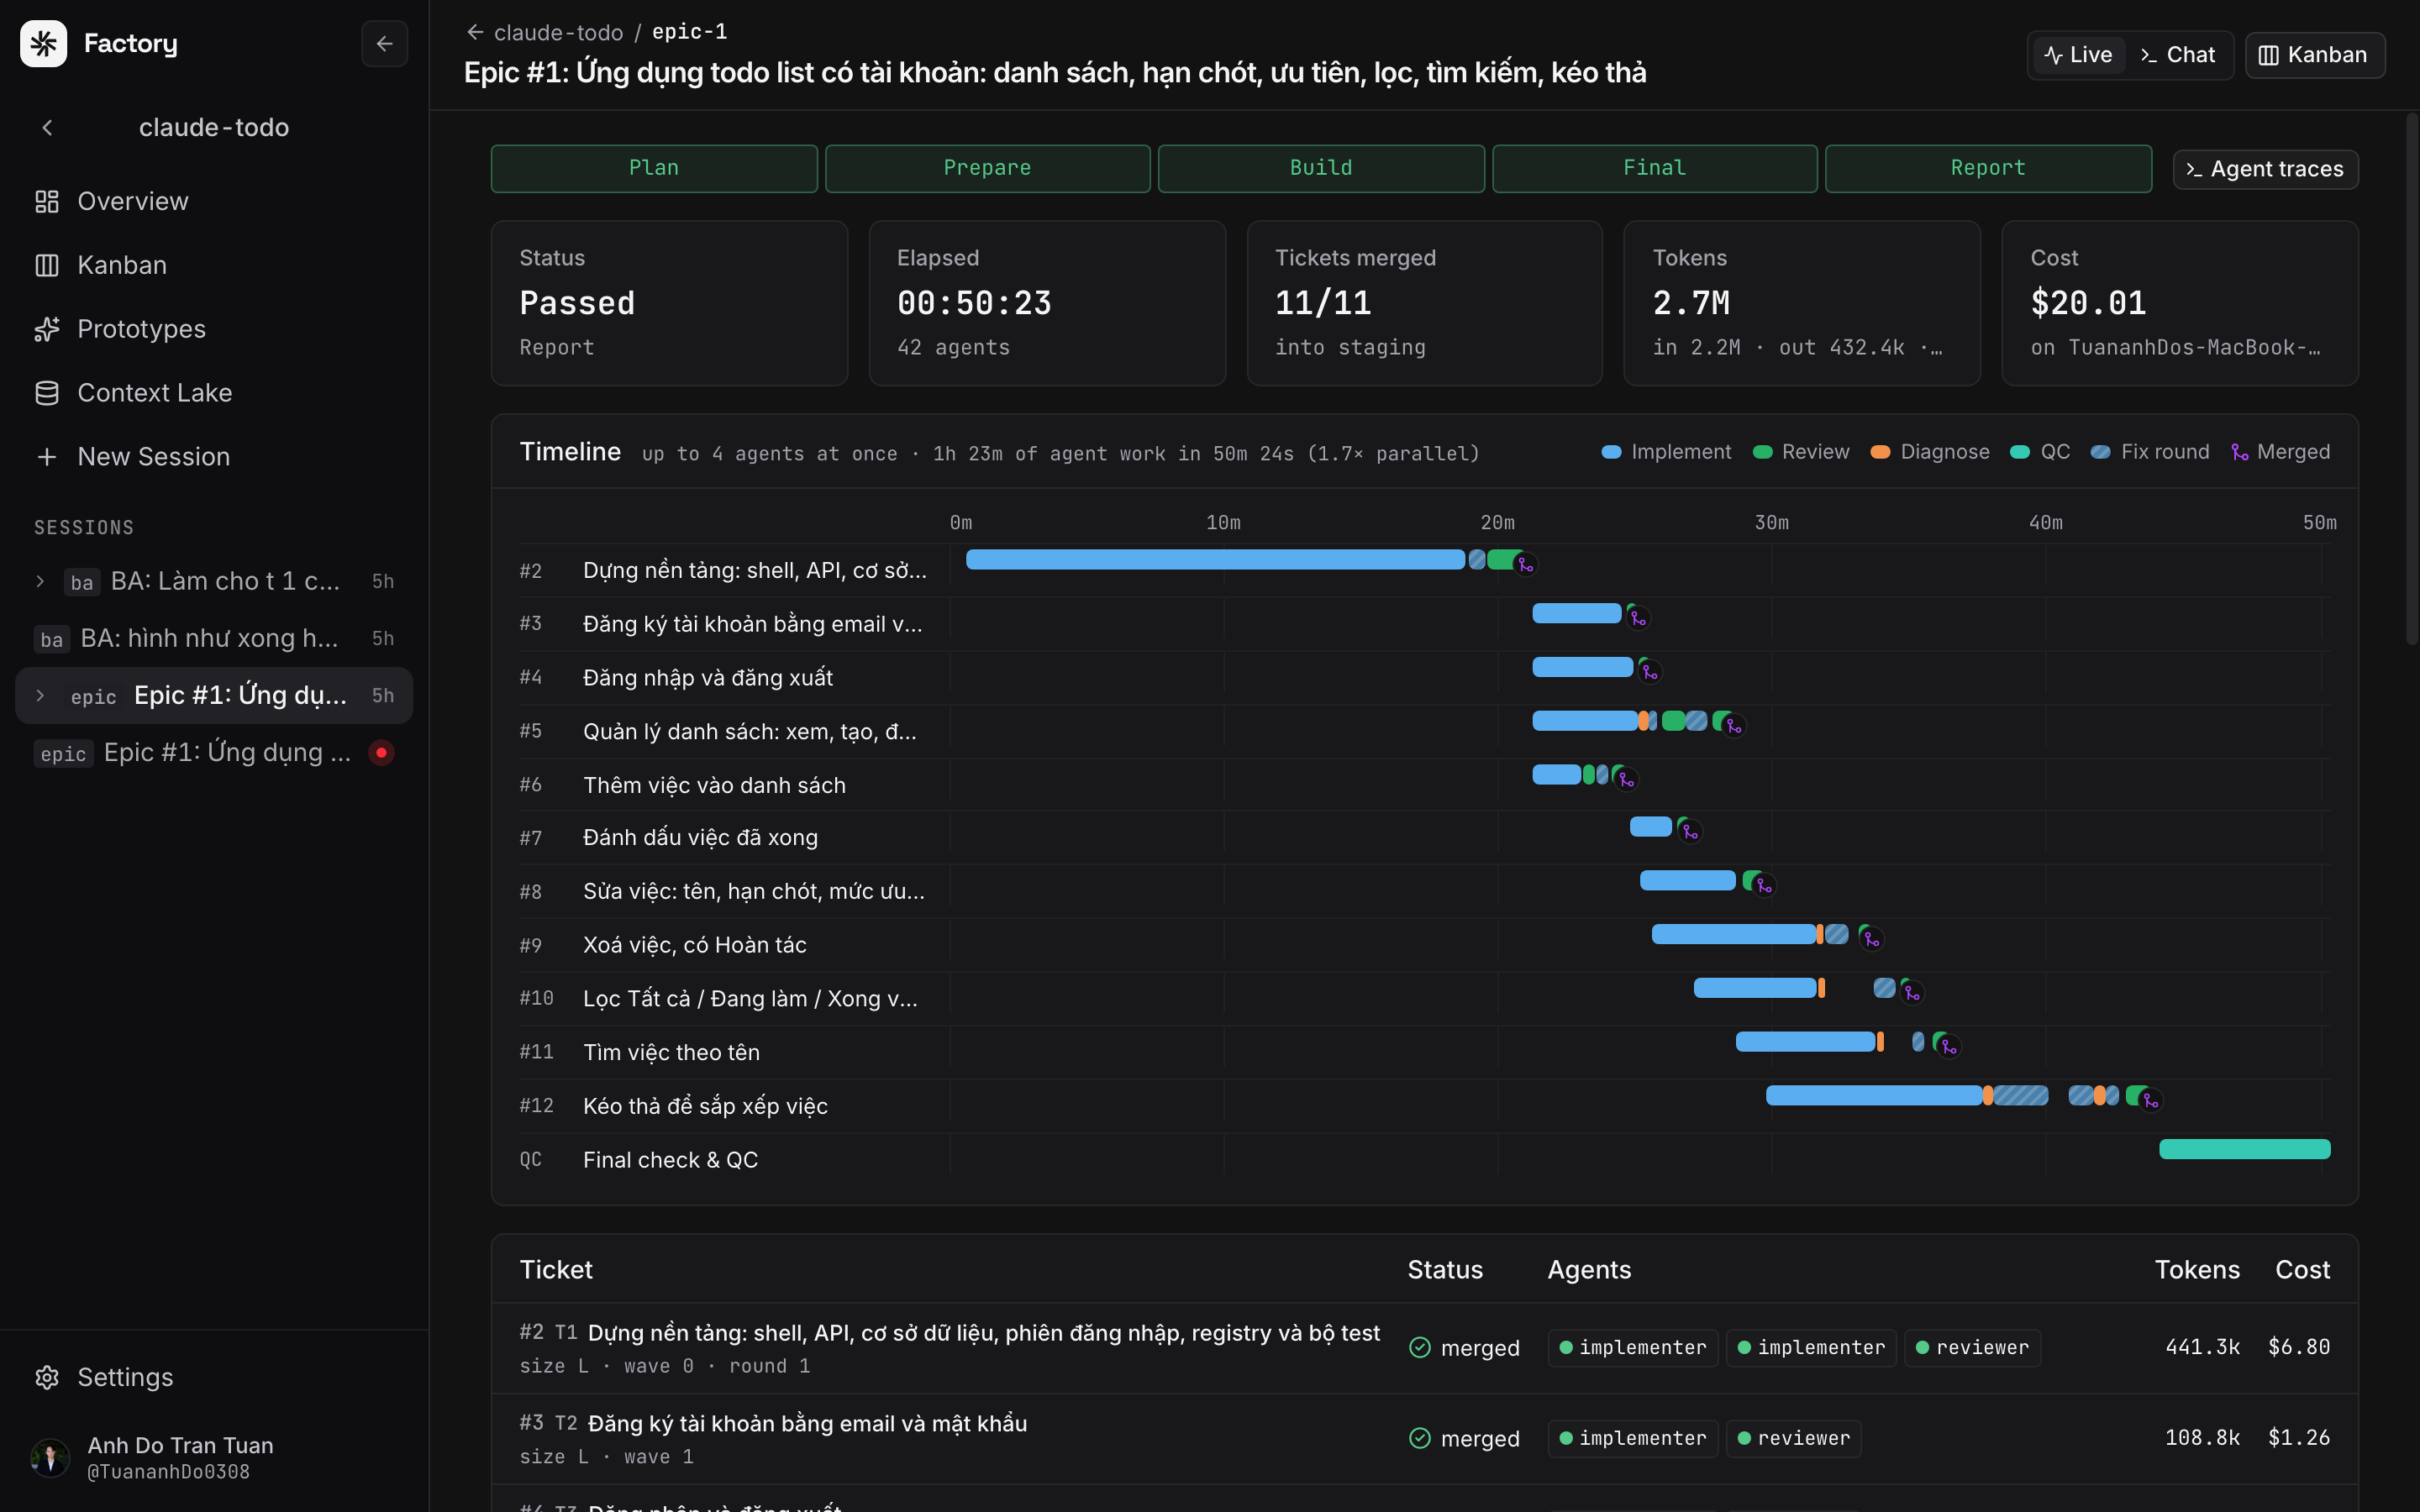 Factory
claude-todo
Overview
Kanban
Prototypes
Context Lake
New Session
SESSIONS
ba BA: Làm cho t 1 c... 5h
ba BA: hình như xong h... 5h
epic Epic #1: Ứng dụ... 5h
epic Epic #1: Ứng dụng ...
Settings
Anh Do Tran Tuan
@TuananhDo0308
claude-todo / epic-1
Epic #1: Ứng dụng todo list có tài khoản: danh sách, hạn chót, ưu tiên, lọc, tìm kiếm, kéo thả
Live Chat Kanban
Plan Prepare Build Final Report Agent traces
Status
Passed
Report
Elapsed
00:50:23
42 agents
Tickets merged
11/11
into staging
Tokens
2.7M
in 2.2M · out 432.4k ·…
Cost
$20.01
on TuananhDos-MacBook-…
Timeline up to 4 agents at once · 1h 23m of agent work in 50m 24s (1.7× parallel)
Implement Review Diagnose QC Fix round Merged
0m 10m 20m 30m 40m 50m
#2 Dựng nền tảng: shell, API, cơ sở...
#3 Đăng ký tài khoản bằng email v...
#4 Đăng nhập và đăng xuất
#5 Quản lý danh sách: xem, tạo, đ...
#6 Thêm việc vào danh sách
#7 Đánh dấu việc đã xong
#8 Sửa việc: tên, hạn chót, mức ưu...
#9 Xoá việc, có Hoàn tác
#10 Lọc Tất cả / Đang làm / Xong v...
#11 Tìm việc theo tên
#12 Kéo thả để sắp xếp việc
QC Final check & QC
Ticket Status Agents Tokens Cost
#2 T1 Dựng nền tảng: shell, API, cơ sở dữ liệu, phiên đăng nhập, registry và bộ test
size L · wave 0 · round 1
merged implementer implementer reviewer 441.3k $6.80
#3 T2 Đăng ký tài khoản bằng email và mật khẩu
size L · wave 1
merged implementer reviewer 108.8k $1.26
#4 T3 Đăng nhập và đăng xuất